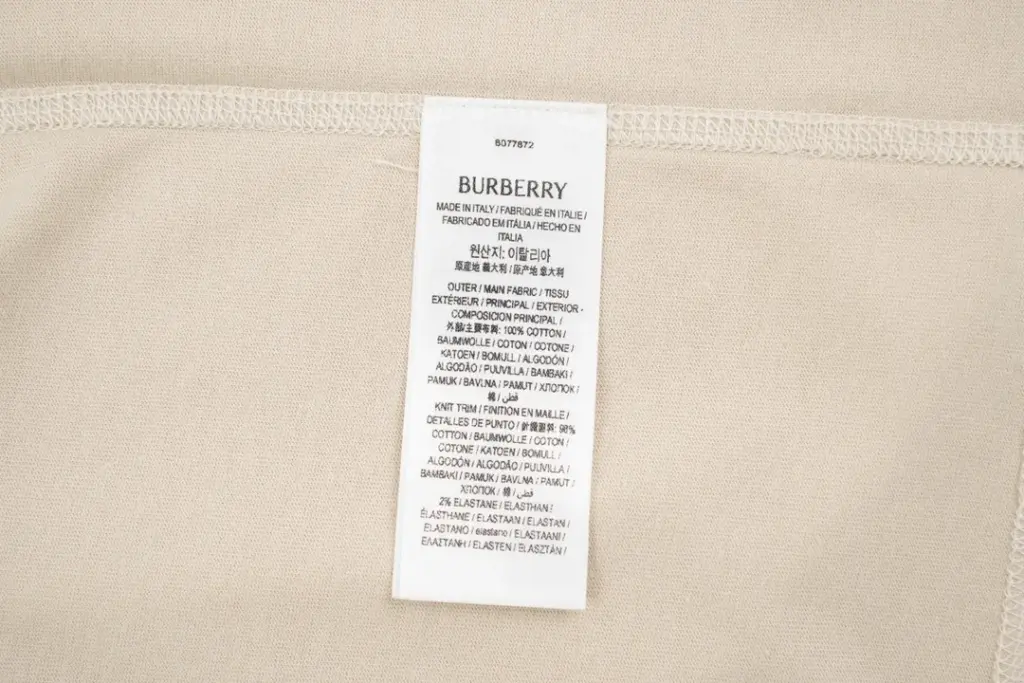 8077872
BURBERRY
MADE IN ITALY / FABRIQUÉ EN ITALIE /
FABRICADO EM ITÁLIA / HECHO EN
ITALIA
원산지: 이탈리아
原産地 義大利 / 原产地 意大利
OUTER / MAIN FABRIC / TISSU
EXTÉRIEUR / PRINCIPAL / EXTERIOR -
COMPOSICION PRINCIPAL /
外部/主要布料: 100% COTTON /
BAUMWOLLE / COTON / COTONE /
KATOEN / BOMULL / ALGODÓN /
ALGODÃO / PUUVILLA / BAMBAKI /
PAMUK / BAVLNA / PAMUT / ХЛОПОК /
棉 / قطن /
KNIT TRIM / FINITION EN MAILLE /
DETALLES DE PUNTO / 98%
COTTON / BAUMWOLLE / COTON /
COTONE / KATOEN / BOMULL /
ALGODÓN / ALGODÃO / PUUVILLA /
BAMBAKI / PAMUK / BAVLNA / PAMUT /
ХЛОПОК / 棉 / قطن
2% ELASTANE / ELASTHAN /
ÉLASTHANE / ELASTAAN / ELASTAN /
ELASTANO / elastano / ELASTAANI /
ΕΛΑΣΤΑΝΗ / ELASTEN / ELASZTÁN /